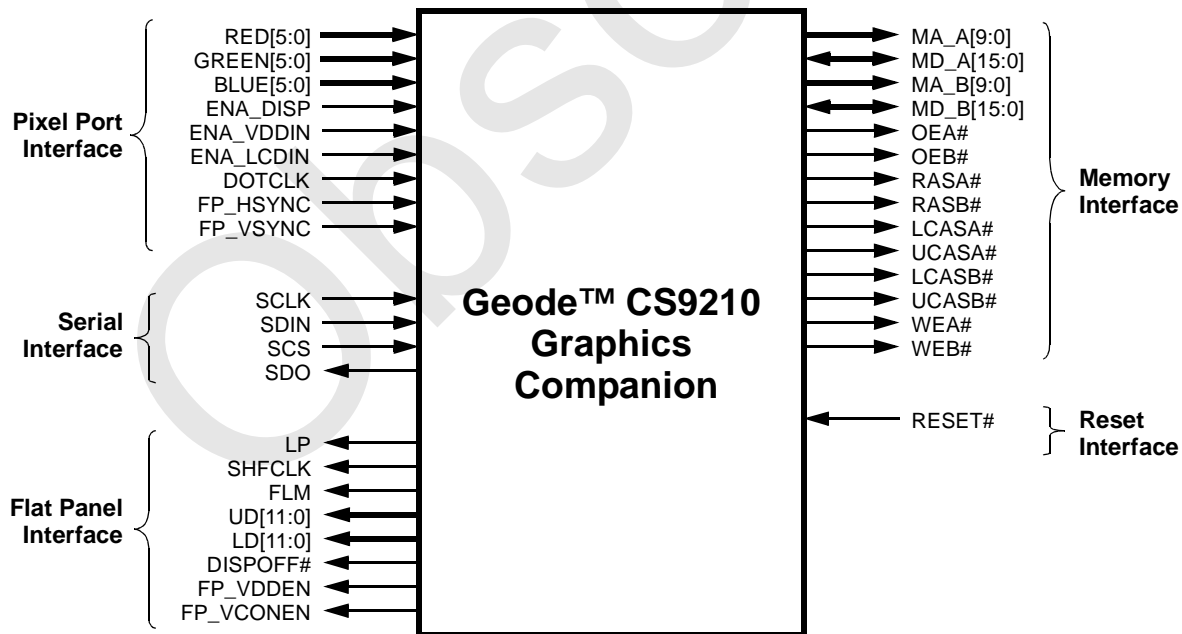 Pixel Port
Interface
RED[5:0]
GREEN[5:0]
BLUE[5:0]
ENA_DISP
ENA_VDDIN
ENA_LCDIN
DOTCLK
FP_HSYNC
FP_VSYNC
Serial
Interface
SCLK
SDIN
SCS
SDO
Flat Panel
Interface
LP
SHFCLK
FLM
UD[11:0]
LD[11:0]
DISPOFF#
FP_VDDEN
FP_VCONEN
Geode™ CS9210
Graphics
Companion
MA_A[9:0]
MD_A[15:0]
MA_B[9:0]
MD_B[15:0]
OEA#
OEB#
RASA#
RASB#
LCASA#
UCASA#
LCASB#
UCASB#
WEA#
WEB#
Memory
Interface
RESET#
Reset
Interface